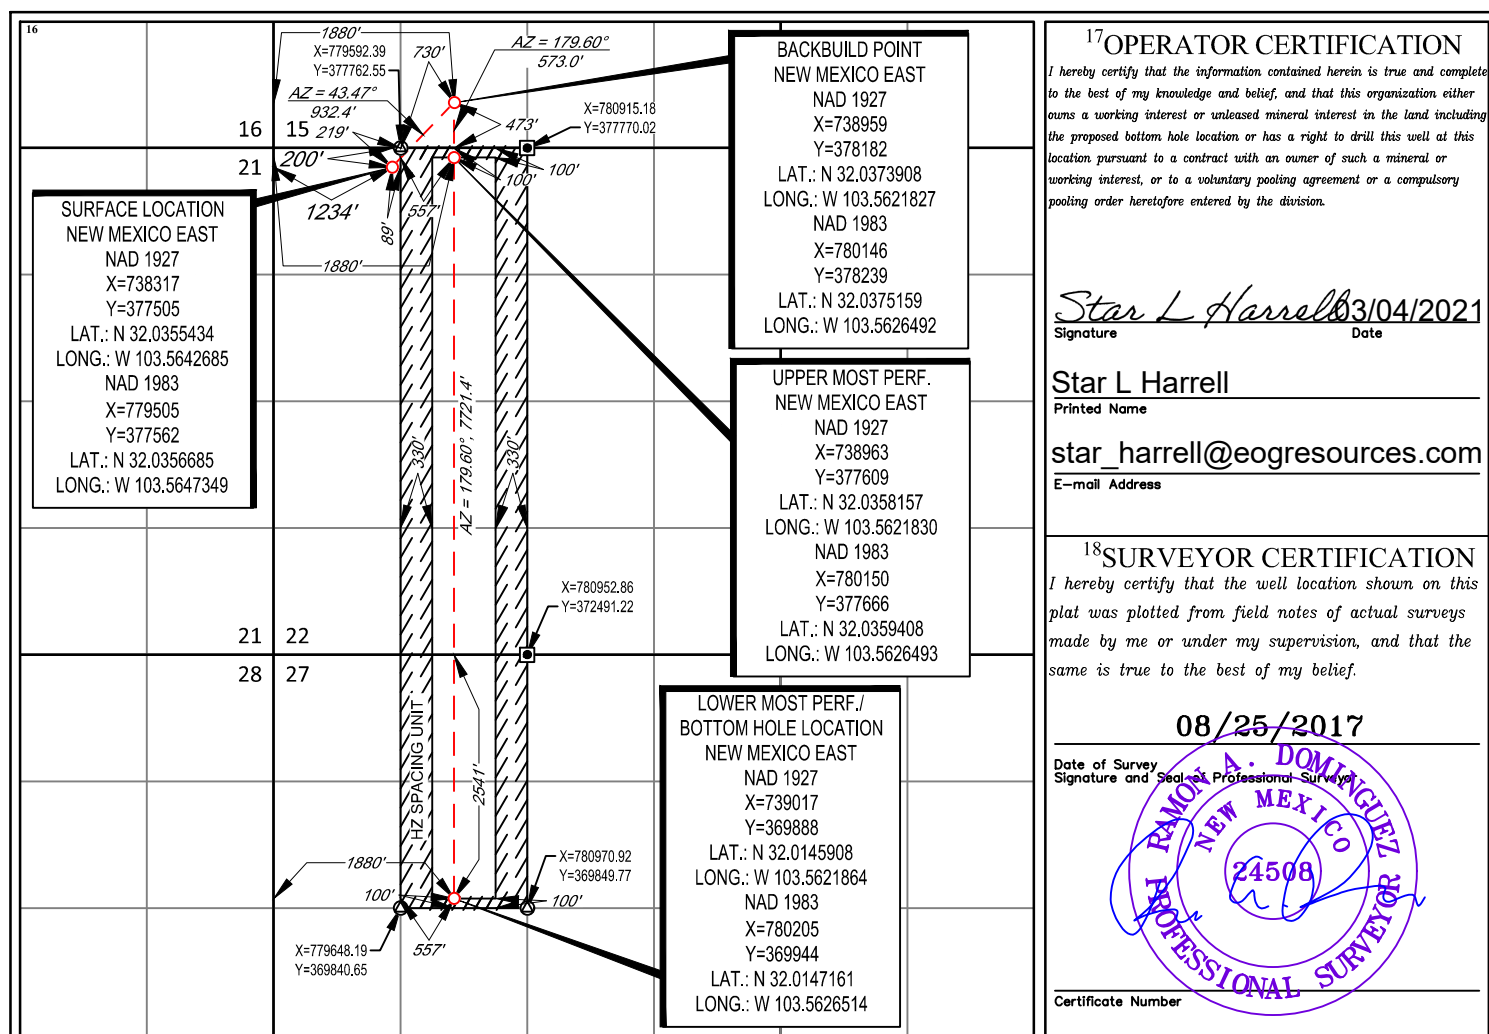 16
1880'
X=779592.39
Y=377762.55
730'
AZ = 179.60°
573.0'
AZ = 43.47°
932.4'
219'
473'
X=780915.18
Y=377770.02
16 15
21
200'
100'
100'
1234'
89'
557'
1880'
SURFACE LOCATION
NEW MEXICO EAST
NAD 1927
X=738317
Y=377505
LAT.: N 32.0355434
LONG.: W 103.5642685
NAD 1983
X=779505
Y=377562
LAT.: N 32.0356685
LONG.: W 103.5647349
BACKBUILD POINT
NEW MEXICO EAST
NAD 1927
X=738959
Y=378182
LAT.: N 32.0373908
LONG.: W 103.5621827
NAD 1983
X=780146
Y=378239
LAT.: N 32.0375159
LONG.: W 103.5626492
UPPER MOST PERF.
NEW MEXICO EAST
NAD 1927
X=738963
Y=377609
LAT.: N 32.0358157
LONG.: W 103.5621830
NAD 1983
X=780150
Y=377666
LAT.: N 32.0359408
LONG.: W 103.5626493
330'
AZ = 179.60°, 7721.4'
330'
X=780952.86
Y=372491.22
21 22
28 27
HZ SPACING UNIT
2541'
1880'
100'
100'
557'
X=780970.92
Y=369849.77
X=779648.19
Y=369840.65
LOWER MOST PERF./
BOTTOM HOLE LOCATION
NEW MEXICO EAST
NAD 1927
X=739017
Y=369888
LAT.: N 32.0145908
LONG.: W 103.5621864
NAD 1983
X=780205
Y=369944
LAT.: N 32.0147161
LONG.: W 103.5626514
17 OPERATOR CERTIFICATION
I hereby certify that the information contained herein is true and complete
to the best of my knowledge and belief, and that this organization either
owns a working interest or unleased mineral interest in the land including
the proposed bottom hole location or has a right to drill this well at this
location pursuant to a contract with an owner of such a mineral or
working interest, or to a voluntary pooling agreement or a compulsory
pooling order heretofore entered by the division.
Star L Harrell 03/04/2021
Signature Date
Star L Harrell
Printed Name
star_harrell@eogresources.com
E-mail Address
18 SURVEYOR CERTIFICATION
I hereby certify that the well location shown on this
plat was plotted from field notes of actual surveys
made by me or under my supervision, and that the
same is true to the best of my belief.
08/25/2017
Date of Survey
Signature and Seal of Professional Surveyor
RAMON A. DOMINGUEZ
NEW MEXICO
24508
PROFESSIONAL SURVEYOR
Certificate Number